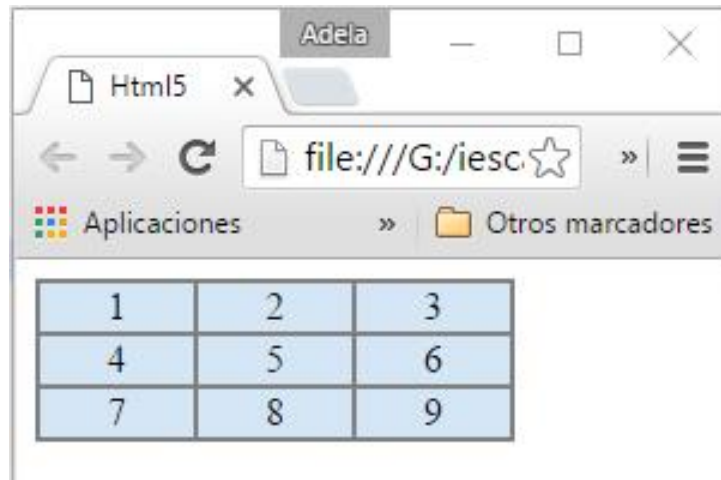 Adela
Html5
file:///G:/iesc
Aplicaciones » Otros marcadores
1 2 3
4 5 6
7 8 9